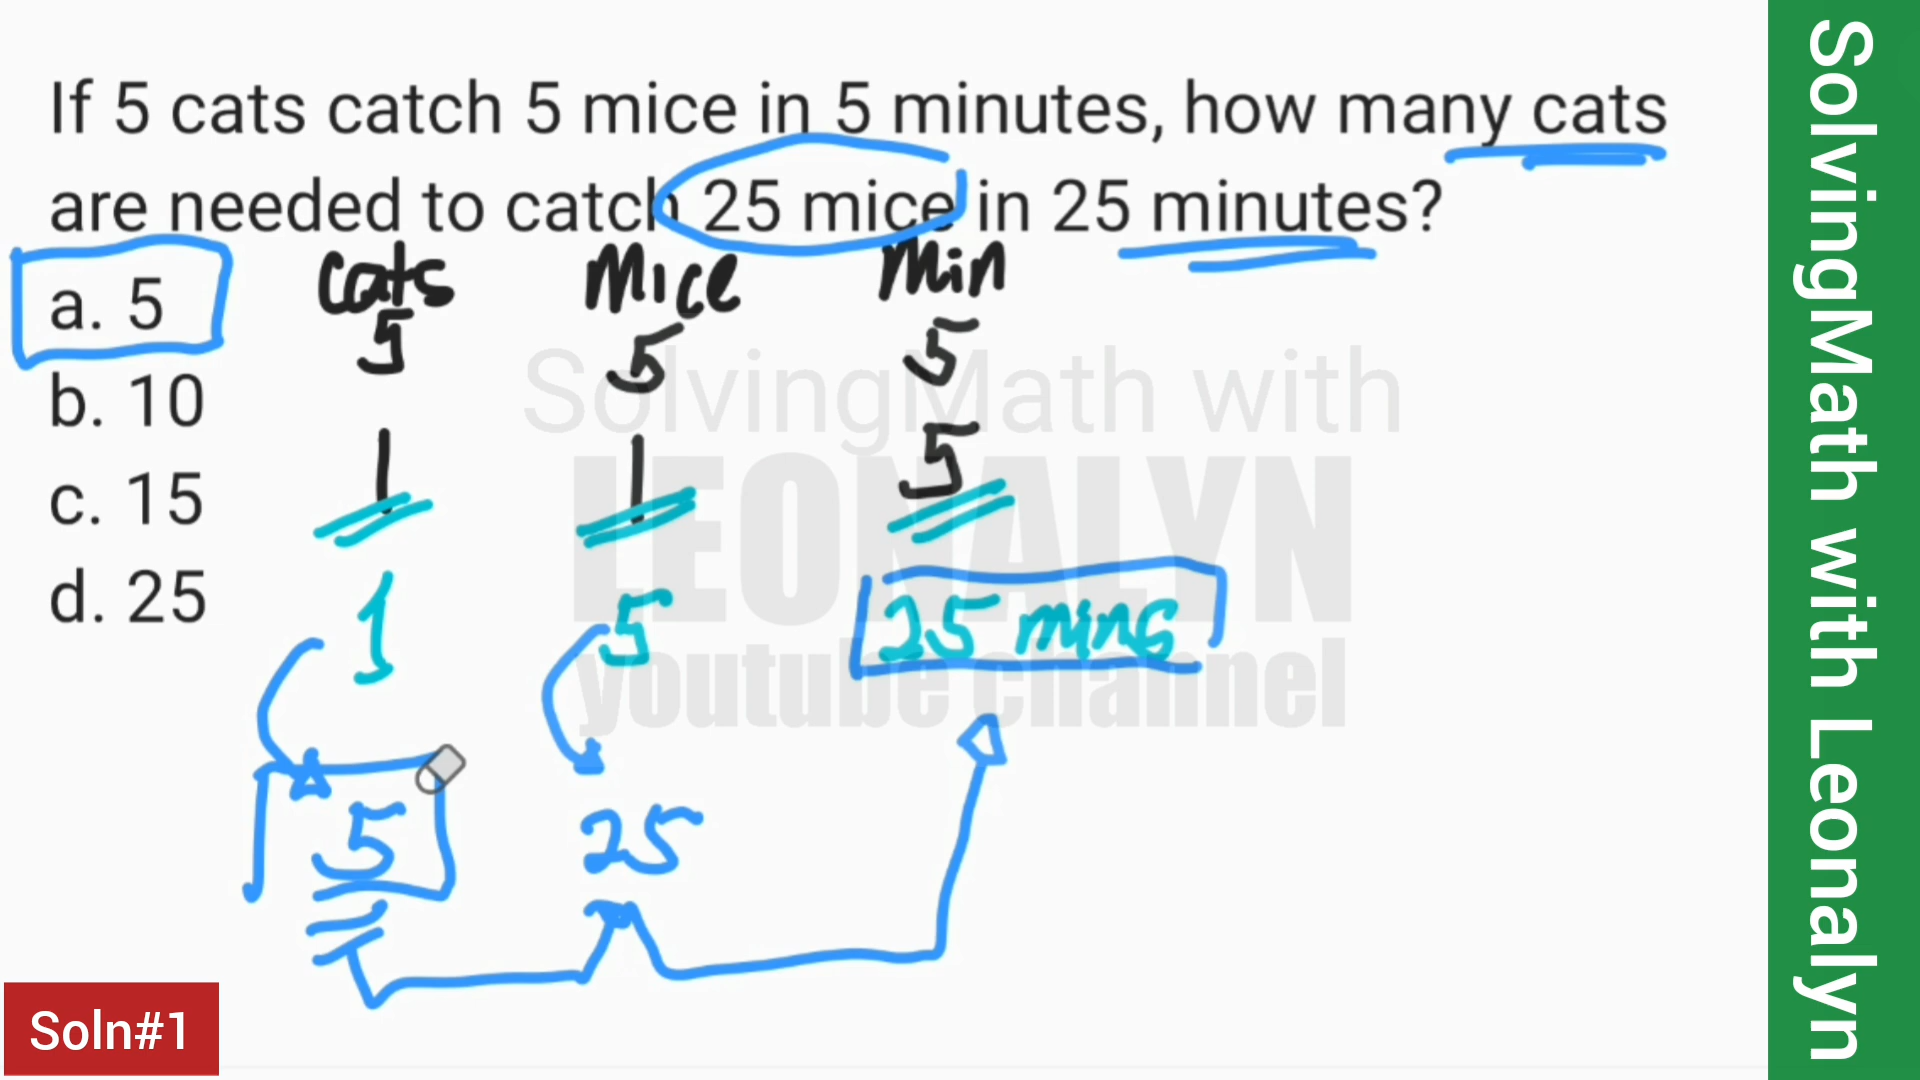 If 5 cats catch 5 mice in 5 minutes, how many cats
are needed to catch 25 mice in 25 minutes?
a. 5
b. 10
c. 15
d. 25
cats Mice Min
5 5 5
1 1 5
1 5 25 mins
5 25
SolvingMath with
LEONALYN
youtube channel
Soln#1
SolvingMath with Leonalyn